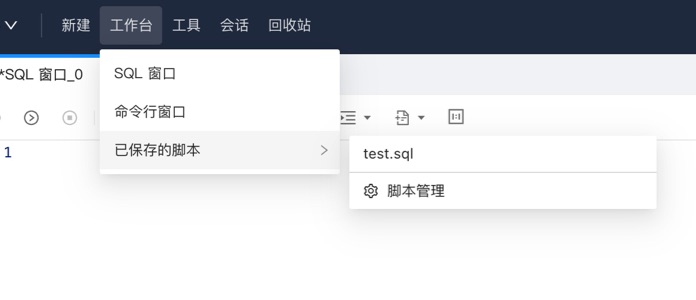 新建 工作台 工具 会话 回收站
*SQL 窗口_0
SQL 窗口
命令行窗口
已保存的脚本
1
test.sql
脚本管理